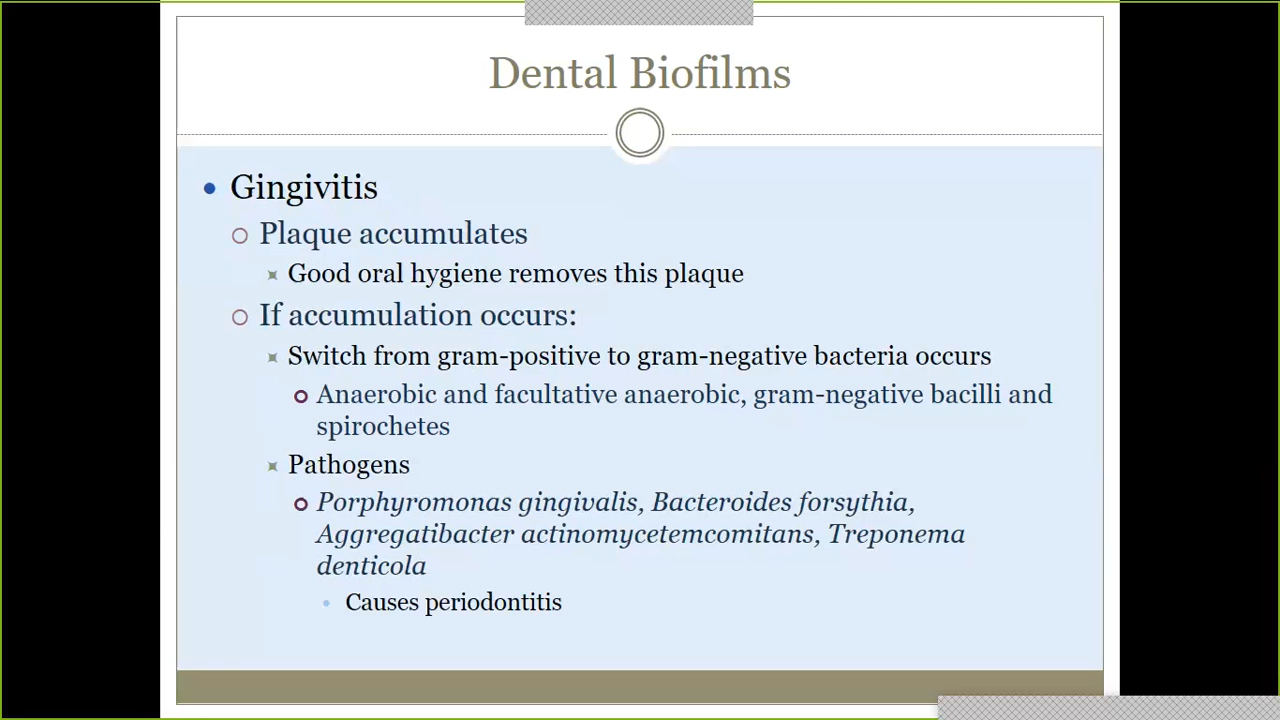 Dental Biofilms
Gingivitis
Plaque accumulates
Good oral hygiene removes this plaque
If accumulation occurs:
Switch from gram-positive to gram-negative bacteria occurs
Anaerobic and facultative anaerobic, gram-negative bacilli and
spirochetes
Pathogens
Porphyromonas gingivalis, Bacteroides forsythia,
Aggregatibacter actinomycetemcomitans, Treponema
denticola
Causes periodontitis